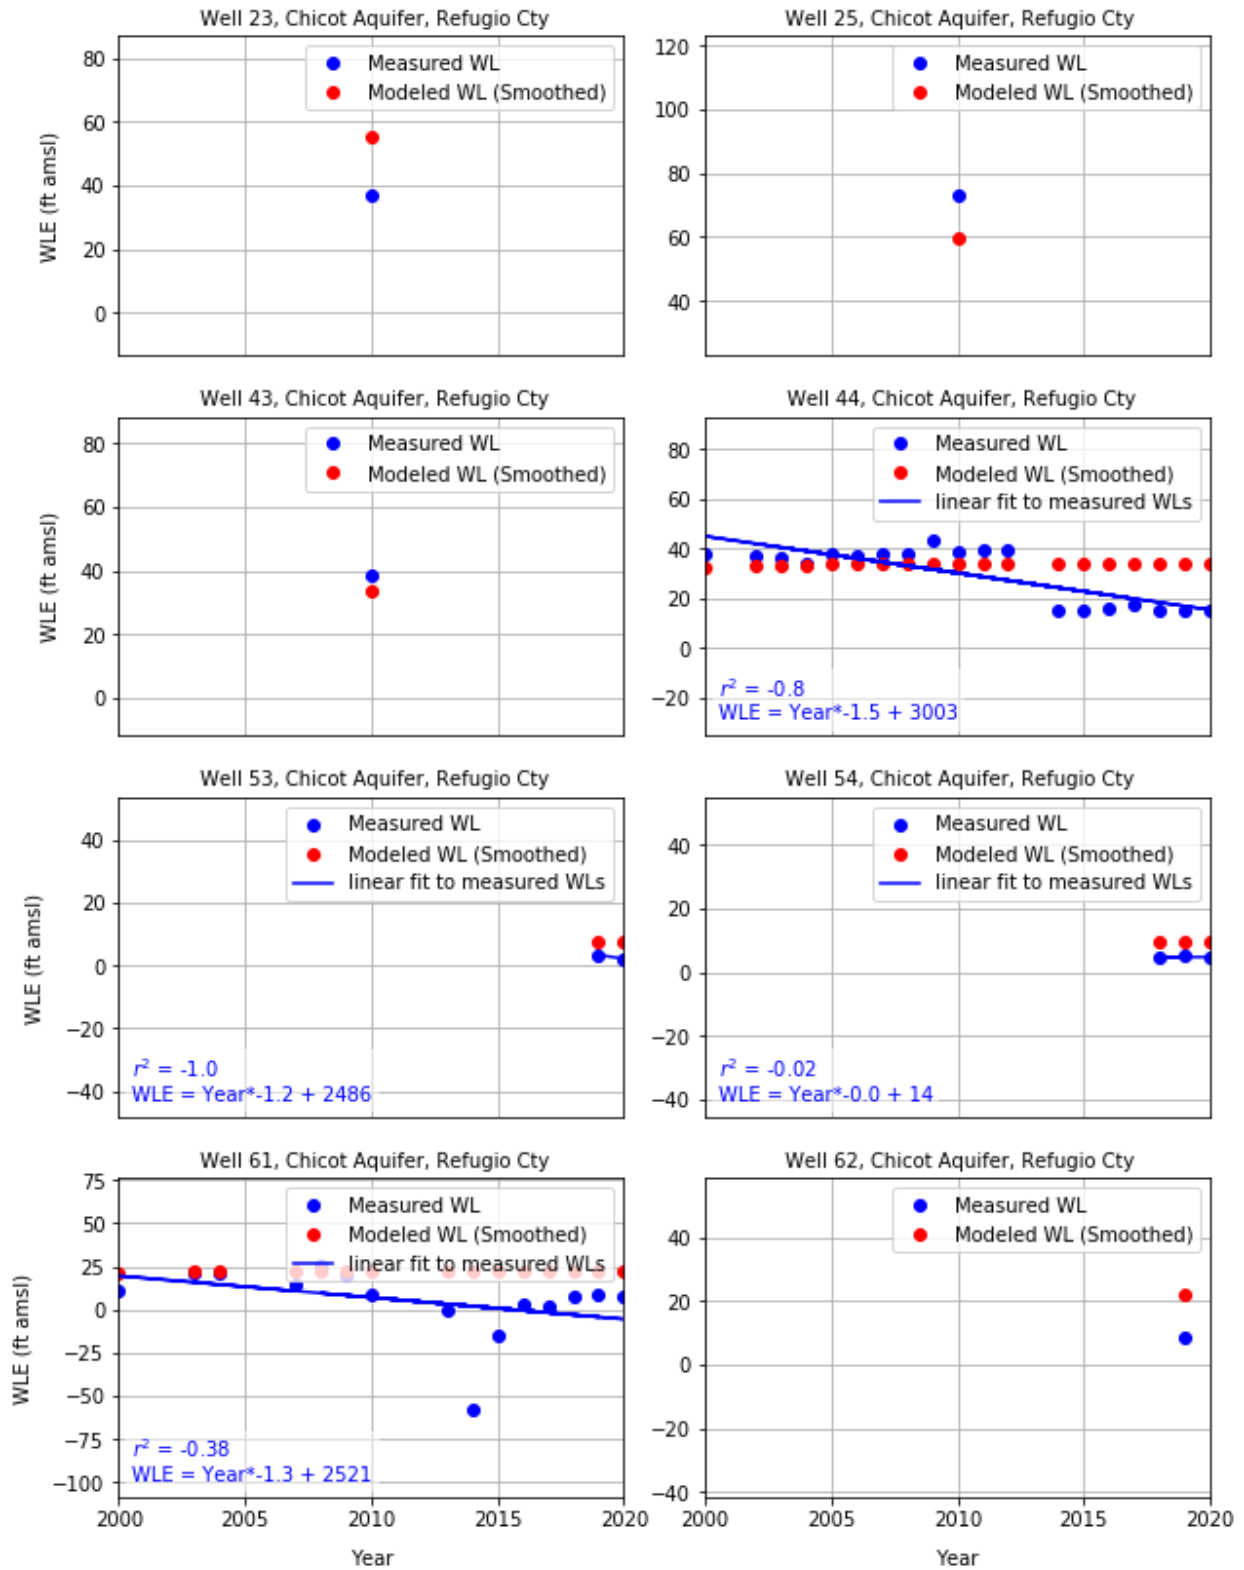 Well 23, Chicot Aquifer, Refugio Cty
WLE (ft amsl)
80
60
40
20
0
Measured WL
Modeled WL (Smoothed)
Well 25, Chicot Aquifer, Refugio Cty
120
100
80
60
40
Measured WL
Modeled WL (Smoothed)
Well 43, Chicot Aquifer, Refugio Cty
WLE (ft amsl)
80
60
40
20
0
Measured WL
Modeled WL (Smoothed)
Well 44, Chicot Aquifer, Refugio Cty
80
60
40
20
0
−20
Measured WL
Modeled WL (Smoothed)
linear fit to measured WLs
r² = -0.8
WLE = Year*-1.5 + 3003
Well 53, Chicot Aquifer, Refugio Cty
WLE (ft amsl)
40
20
0
−20
−40
Measured WL
Modeled WL (Smoothed)
linear fit to measured WLs
r² = -1.0
WLE = Year*-1.2 + 2486
Well 54, Chicot Aquifer, Refugio Cty
40
20
0
−20
−40
Measured WL
Modeled WL (Smoothed)
linear fit to measured WLs
r² = -0.02
WLE = Year*-0.0 + 14
Well 61, Chicot Aquifer, Refugio Cty
WLE (ft amsl)
75
50
25
0
−25
−50
−75
−100
Measured WL
Modeled WL (Smoothed)
linear fit to measured WLs
r² = -0.38
WLE = Year*-1.3 + 2521
2000 2005 2010 2015 2020
Year
Well 62, Chicot Aquifer, Refugio Cty
40
20
0
−20
−40
Measured WL
Modeled WL (Smoothed)
2000 2005 2010 2015 2020
Year